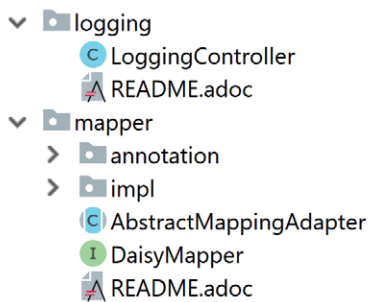 logging
C LoggingController
README.adoc
mapper
annotation
impl
C AbstractMappingAdapter
I DaisyMapper
README.adoc